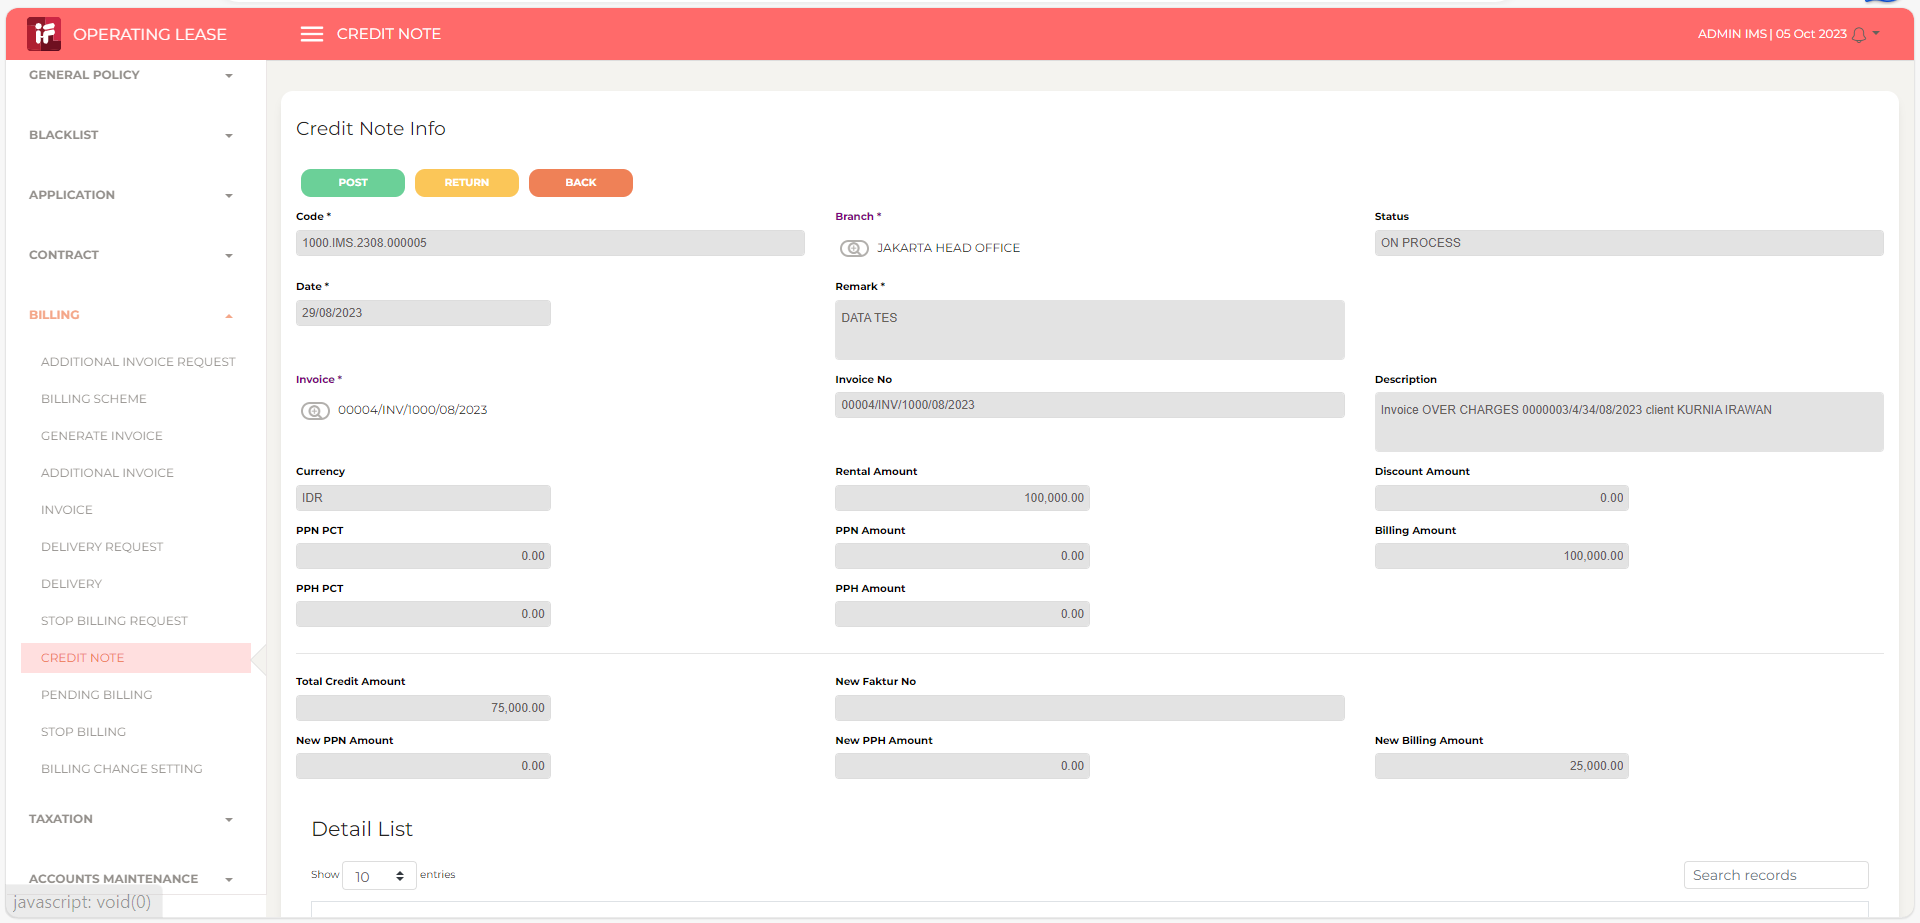 iF OPERATING LEASE
CREDIT NOTE
ADMIN IMS | 05 Oct 2023
GENERAL POLICY
BLACKLIST
APPLICATION
CONTRACT
BILLING
ADDITIONAL INVOICE REQUEST
BILLING SCHEME
GENERATE INVOICE
ADDITIONAL INVOICE
INVOICE
DELIVERY REQUEST
DELIVERY
STOP BILLING REQUEST
CREDIT NOTE
PENDING BILLING
STOP BILLING
BILLING CHANGE SETTING
TAXATION
ACCOUNTS MAINTENANCE
javascript: void(0)
Credit Note Info
POST RETURN BACK
Code * Branch * Status
1000.IMS.2308.000005 JAKARTA HEAD OFFICE ON PROCESS
Date * Remark *
29/08/2023 DATA TES
Invoice * Invoice No Description
00004/INV/1000/08/2023 00004/INV/1000/08/2023 Invoice OVER CHARGES 0000003/4/34/08/2023 client KURNIA IRAWAN
Currency Rental Amount Discount Amount
IDR 100,000.00 0.00
PPN PCT PPN Amount Billing Amount
0.00 0.00 100,000.00
PPH PCT PPH Amount
0.00 0.00
Total Credit Amount New Faktur No
75,000.00
New PPN Amount New PPH Amount New Billing Amount
0.00 0.00 25,000.00
Detail List
Show 10 entries Search records